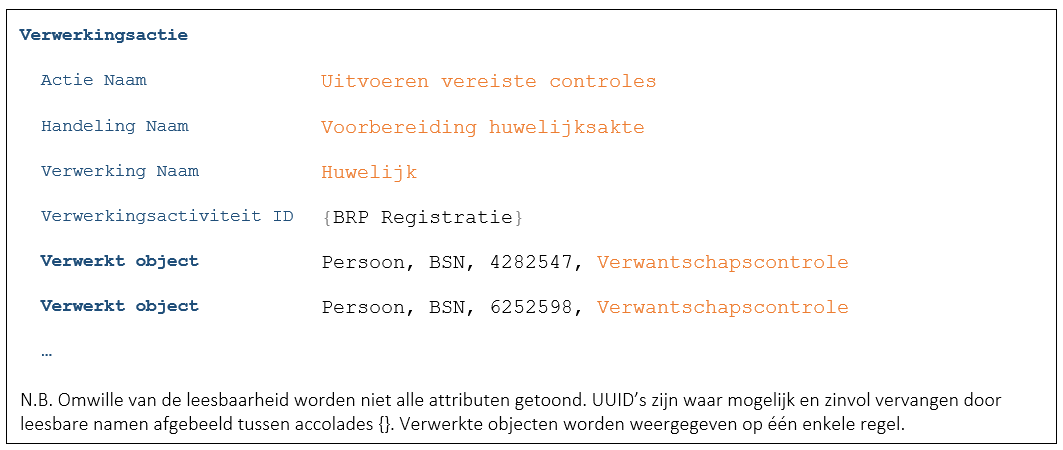 Verwerkingsactie
Actie Naam Uitvoeren vereiste controles
Handeling Naam Voorbereiding huwelijksakte
Verwerking Naam Huwelijk
Verwerkingsactiviteit ID {BRP Registratie}
Verwerkt object Persoon, BSN, 4282547, Verwantschapscontrole
Verwerkt object Persoon, BSN, 6252598, Verwantschapscontrole
…
N.B. Omwille van de leesbaarheid worden niet alle attributen getoond. UUID’s zijn waar mogelijk en zinvol vervangen door
leesbare namen afgebeeld tussen accolades {}. Verwerkte objecten worden weergegeven op één enkele regel.